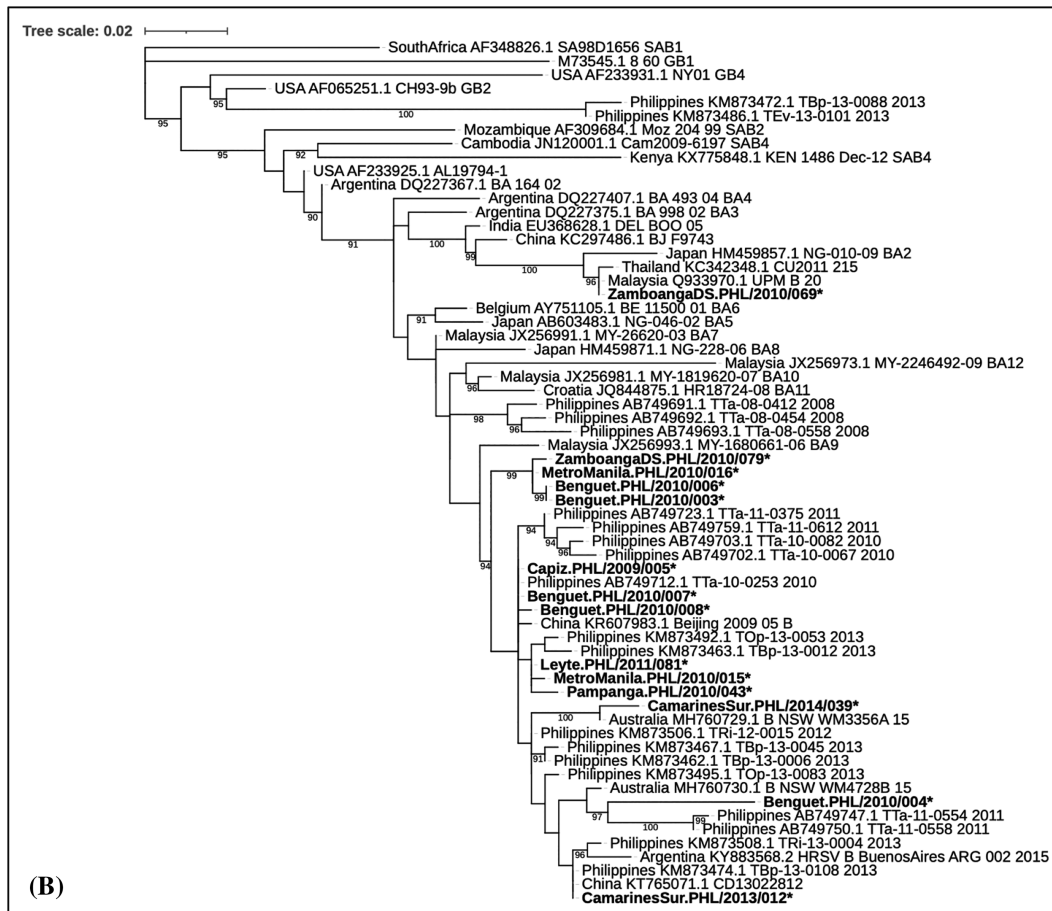 Tree scale: 0.02
SouthAfrica AF348826.1 SA98D1656 SAB1
M73545.1 8 60 GB1
USA AF233931.1 NY01 GB4
USA AF065251.1 CH93-9b GB2
95
Philippines KM873472.1 TBp-13-0088 2013
100
Philippines KM873486.1 TEv-13-0101 2013
95
Mozambique AF309684.1 Moz 204 99 SAB2
Cambodia JN120001.1 Cam2009-6197 SAB4
95
92
Kenya KX775848.1 KEN 1486 Dec-12 SAB4
USA AF233925.1 AL19794-1
Argentina DQ227367.1 BA 164 02
Argentina DQ227407.1 BA 493 04 BA4
Argentina DQ227375.1 BA 998 02 BA3
90
India EU368628.1 DEL BOO 05
China KC297486.1 BJ F9743
91
100
Japan HM459857.1 NG-010-09 BA2
99
Thailand KC342348.1 CU2011 215
100
Malaysia Q933970.1 UPM B 20
96
ZamboangaDS.PHL/2010/069*
Belgium AY751105.1 BE 11500 01 BA6
Japan AB603483.1 NG-046-02 BA5
91
Malaysia JX256991.1 MY-26620-03 BA7
Japan HM459871.1 NG-228-06 BA8
Malaysia JX256973.1 MY-2246492-09 BA12
Malaysia JX256981.1 MY-1819620-07 BA10
Croatia JQ844875.1 HR18724-08 BA11
96
Philippines AB749691.1 TTa-08-0412 2008
Philippines AB749692.1 TTa-08-0454 2008
98
Philippines AB749693.1 TTa-08-0558 2008
96
Malaysia JX256993.1 MY-1680661-06 BA9
ZamboangaDS.PHL/2010/079*
MetroManila.PHL/2010/016*
99
Benguet.PHL/2010/006*
Benguet.PHL/2010/003*
99
Philippines AB749723.1 TTa-11-0375 2011
Philippines AB749759.1 TTa-11-0612 2011
94
Philippines AB749703.1 TTa-10-0082 2010
94
Philippines AB749702.1 TTa-10-0067 2010
96
Capiz.PHL/2009/005*
94
Philippines AB749712.1 TTa-10-0253 2010
Benguet.PHL/2010/007*
Benguet.PHL/2010/008*
China KR607983.1 Beijing 2009 05 B
Philippines KM873492.1 TOp-13-0053 2013
Philippines KM873463.1 TBp-13-0012 2013
Leyte.PHL/2011/081*
MetroManila.PHL/2010/015*
Pampanga.PHL/2010/043*
CamarinesSur.PHL/2014/039*
100
Australia MH760729.1 B NSW WM3356A 15
Philippines KM873506.1 TRi-12-0015 2012
Philippines KM873467.1 TBp-13-0045 2013
91
Philippines KM873462.1 TBp-13-0006 2013
Philippines KM873495.1 TOp-13-0083 2013
Australia MH760730.1 B NSW WM4728B 15
Benguet.PHL/2010/004*
97
Philippines AB749747.1 TTa-11-0554 2011
99
100
Philippines AB749750.1 TTa-11-0558 2011
Philippines KM873508.1 TRi-13-0004 2013
96
Argentina KY883568.2 HRSV B BuenosAires ARG 002 2015
Philippines KM873474.1 TBp-13-0108 2013
China KT765071.1 CD13022812
CamarinesSur.PHL/2013/012*
(B)